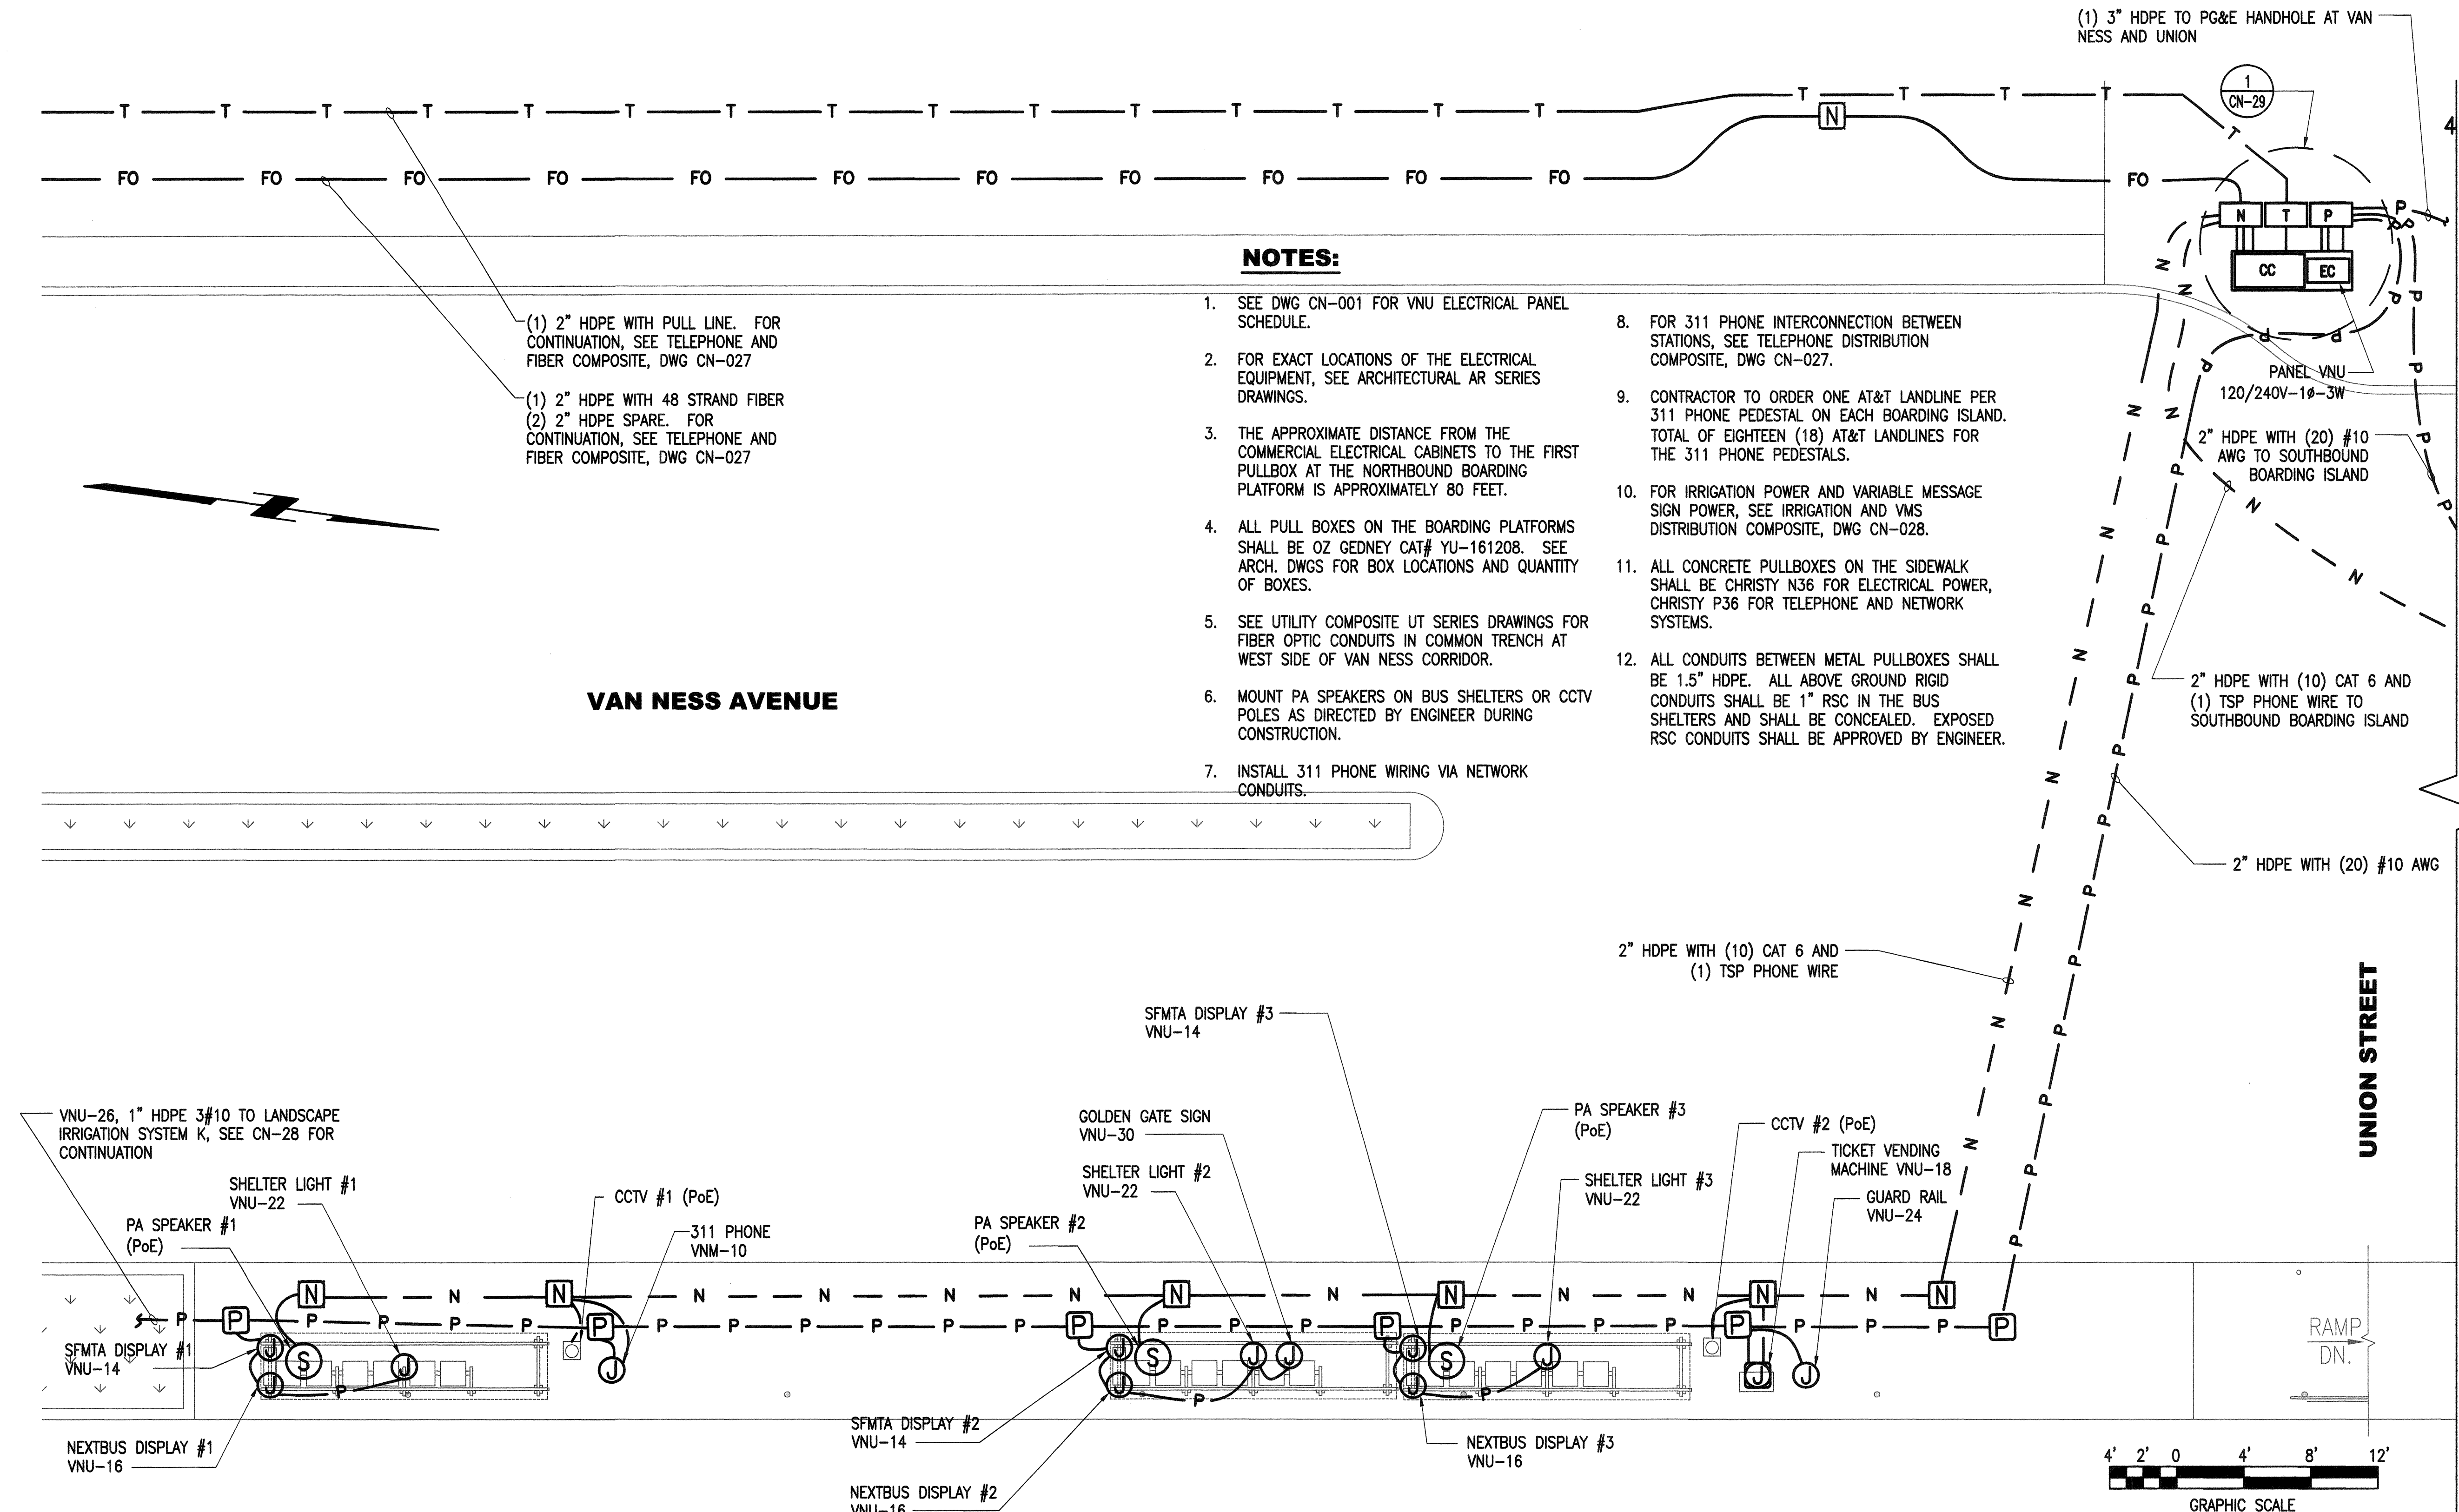 (1) 3" HDPE TO PG&E HANDHOLE AT VAN
NESS AND UNION
1
CN-29
T T T T T T T T T T T T T T T T T T T T
N
4
FO FO FO FO FO FO FO FO FO FO FO FO
N T P
CC EC
P
(1) 2" HDPE WITH PULL LINE. FOR
CONTINUATION, SEE TELEPHONE AND
FIBER COMPOSITE, DWG CN-027
(1) 2" HDPE WITH 48 STRAND FIBER
(2) 2" HDPE SPARE. FOR
CONTINUATION, SEE TELEPHONE AND
FIBER COMPOSITE, DWG CN-027
NOTES:
1. SEE DWG CN-001 FOR VNU ELECTRICAL PANEL
SCHEDULE.
2. FOR EXACT LOCATIONS OF THE ELECTRICAL
EQUIPMENT, SEE ARCHITECTURAL AR SERIES
DRAWINGS.
3. THE APPROXIMATE DISTANCE FROM THE
COMMERCIAL ELECTRICAL CABINETS TO THE FIRST
PULLBOX AT THE NORTHBOUND BOARDING
PLATFORM IS APPROXIMATELY 80 FEET.
4. ALL PULL BOXES ON THE BOARDING PLATFORMS
SHALL BE OZ GEDNEY CAT# YU-161208. SEE
ARCH. DWGS FOR BOX LOCATIONS AND QUANTITY
OF BOXES.
5. SEE UTILITY COMPOSITE UT SERIES DRAWINGS FOR
FIBER OPTIC CONDUITS IN COMMON TRENCH AT
WEST SIDE OF VAN NESS CORRIDOR.
6. MOUNT PA SPEAKERS ON BUS SHELTERS OR CCTV
POLES AS DIRECTED BY ENGINEER DURING
CONSTRUCTION.
7. INSTALL 311 PHONE WIRING VIA NETWORK
CONDUITS.
8. FOR 311 PHONE INTERCONNECTION BETWEEN
STATIONS, SEE TELEPHONE DISTRIBUTION
COMPOSITE, DWG CN-027.
9. CONTRACTOR TO ORDER ONE AT&T LANDLINE PER
311 PHONE PEDESTAL ON EACH BOARDING ISLAND.
TOTAL OF EIGHTEEN (18) AT&T LANDLINES FOR
THE 311 PHONE PEDESTALS.
10. FOR IRRIGATION POWER AND VARIABLE MESSAGE
SIGN POWER, SEE IRRIGATION AND VMS
DISTRIBUTION COMPOSITE, DWG CN-028.
11. ALL CONCRETE PULLBOXES ON THE SIDEWALK
SHALL BE CHRISTY N36 FOR ELECTRICAL POWER,
CHRISTY P36 FOR TELEPHONE AND NETWORK
SYSTEMS.
12. ALL CONDUITS BETWEEN METAL PULLBOXES SHALL
BE 1.5" HDPE. ALL ABOVE GROUND RIGID
CONDUITS SHALL BE 1" RSC IN THE BUS
SHELTERS AND SHALL BE CONCEALED. EXPOSED
RSC CONDUITS SHALL BE APPROVED BY ENGINEER.
PANEL VNU
120/240V-1ø-3W
2" HDPE WITH (20) #10
AWG TO SOUTHBOUND
BOARDING ISLAND
2" HDPE WITH (10) CAT 6 AND
(1) TSP PHONE WIRE TO
SOUTHBOUND BOARDING ISLAND
VAN NESS AVENUE
2" HDPE WITH (20) #10 AWG
2" HDPE WITH (10) CAT 6 AND
(1) TSP PHONE WIRE
UNION STREET
SFMTA DISPLAY #3
VNU-14
VNU-26, 1" HDPE 3#10 TO LANDSCAPE
IRRIGATION SYSTEM K, SEE CN-28 FOR
CONTINUATION
SHELTER LIGHT #1
VNU-22
PA SPEAKER #1
(PoE)
CCTV #1 (PoE)
311 PHONE
VNM-10
GOLDEN GATE SIGN
VNU-30
SHELTER LIGHT #2
VNU-22
PA SPEAKER #2
(PoE)
PA SPEAKER #3
(PoE)
SHELTER LIGHT #3
VNU-22
CCTV #2 (PoE)
TICKET VENDING
MACHINE VNU-18
GUARD RAIL
VNU-24
N N N N N N N N N N N N N N
P P P P P P P P P P P P P P P P P P P P P P P P P P
J S J J J S J J J S J J J
J P J P J P
SFMTA DISPLAY #1
VNU-14
NEXTBUS DISPLAY #1
VNU-16
SFMTA DISPLAY #2
VNU-14
NEXTBUS DISPLAY #2
VNU-16
NEXTBUS DISPLAY #3
VNU-16
RAMP
DN.
4' 2' 0 4' 8' 12'
GRAPHIC SCALE